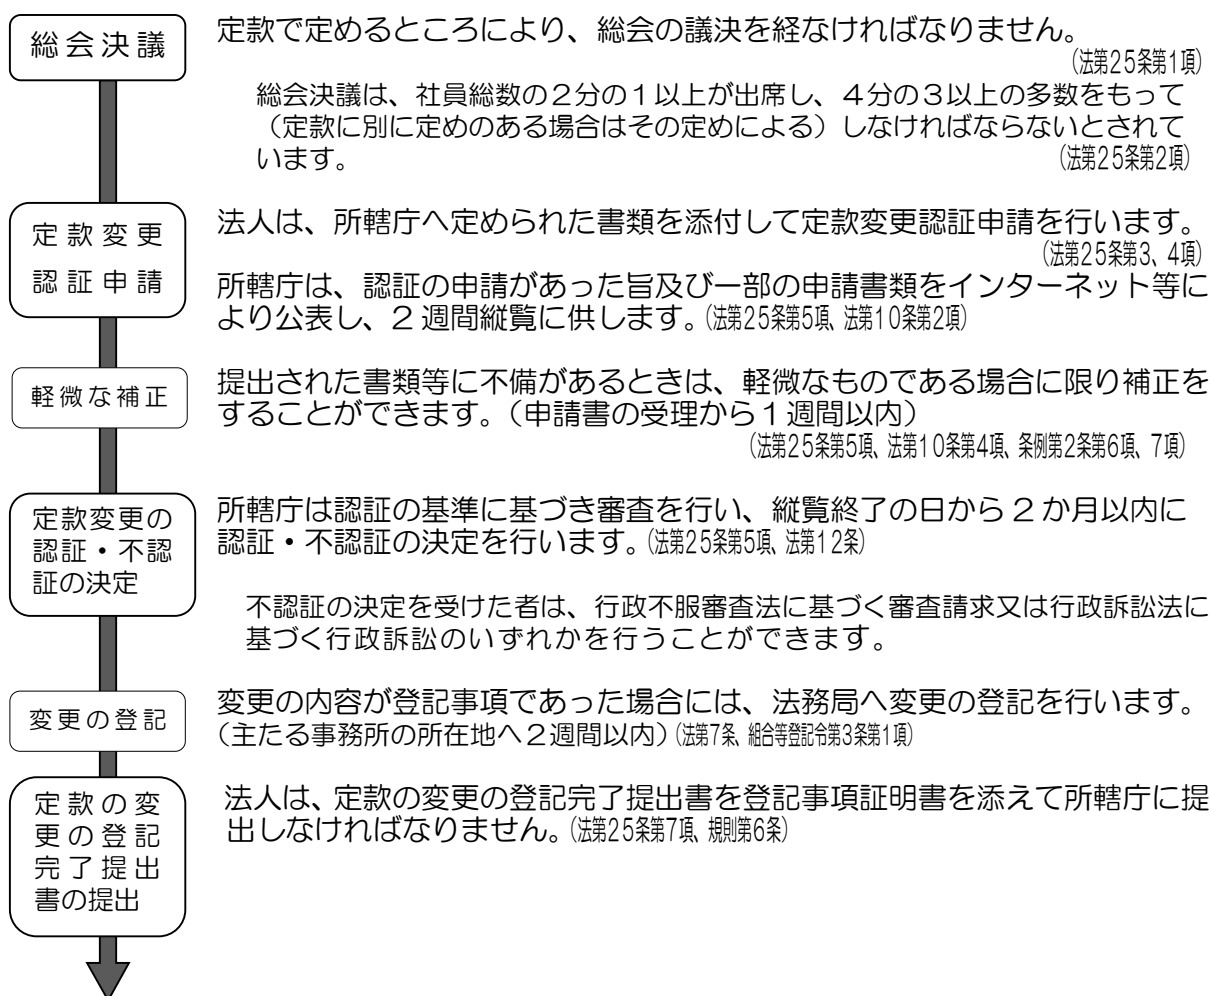 総会決議
定款で定めるところにより、総会の議決を経なければなりません。
(法第25条第1項)
総会決議は、社員総数の２分の１以上が出席し、４分の３以上の多数をもって
（定款に別に定めのある場合はその定めによる）しなければならないとされて
います。 (法第25条第2項)
定款変更
認証申請
法人は、所轄庁へ定められた書類を添付して定款変更認証申請を行います。
(法第25条第3、4項)
所轄庁は、認証の申請があった旨及び一部の申請書類をインターネット等に
より公表し、２週間縦覧に供します。(法第25条第5項、法第10条第2項)
軽微な補正
提出された書類等に不備があるときは、軽微なものである場合に限り補正を
することができます。（申請書の受理から１週間以内）
(法第25条第5項、法第10条第4項、条例第2条第6項、7項)
定款変更の
認証・不認
証の決定
所轄庁は認証の基準に基づき審査を行い、縦覧終了の日から２か月以内に
認証・不認証の決定を行います。(法第25条第5項、法第12条)
不認証の決定を受けた者は、行政不服審査法に基づく審査請求又は行政訴訟法に
基づく行政訴訟のいずれかを行うことができます。
変更の登記
変更の内容が登記事項であった場合には、法務局へ変更の登記を行います。
（主たる事務所の所在地へ２週間以内）(法第7条、組合等登記令第3条第1項)
定款の変
更の登記
完了提出
書の提出
法人は、定款の変更の登記完了提出書を登記事項証明書を添えて所轄庁に提
出しなければなりません。(法第25条第7項、規則第6条)